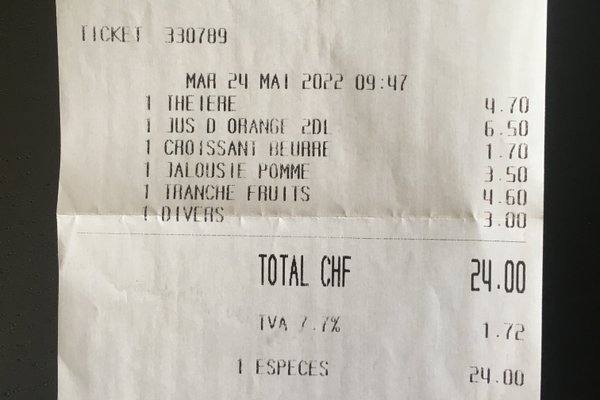 TICKET 330789
MAR 24 MAI 2022 09:47
1 THEIERE 4.70
1 JUS D ORANGE 2DL 6.50
1 CROISSANT BEURRE 1.70
1 JALOUSIE POMME 3.50
1 TRANCHE FRUITS 4.60
1 DIVERS 3.00
TOTAL CHF 24.00
TVA 7.7% 1.72
1 ESPECES 24.00